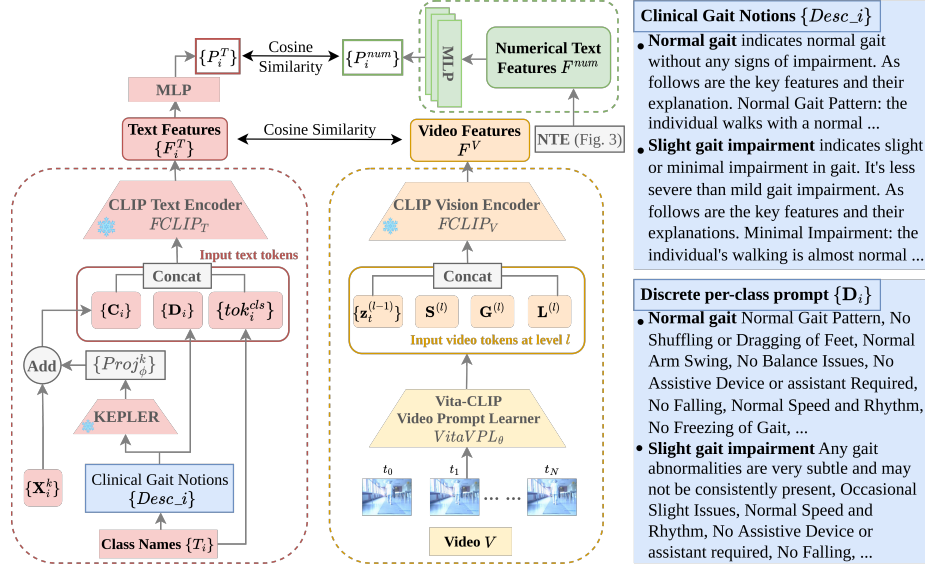 {P_i^T}
Cosine
Similarity
{P_i^{num}}
MLP
Numerical Text
Features F^{num}
MLP
Text Features
{F_i^T}
Cosine Similarity
Video Features
F^V
NTE (Fig. 3)
CLIP Text Encoder
FCLIP_T
CLIP Vision Encoder
FCLIP_V
Input text tokens
Concat
{C_i}
{D_i}
{tok_i^{cls}}
Concat
{z_t^{(l-1)}}
S^{(l)}
G^{(l)}
L^{(l)}
Input video tokens at level l
Add
{Proj_ϕ^k}
KEPLER
{X_i^k}
Clinical Gait Notions
{Desc_i}
Class Names {T_i}
Vita-CLIP
Video Prompt Learner
VitaVPL_θ
t_0
t_1
t_N
... ...
Video V
Clinical Gait Notions {Desc_i}
• Normal gait indicates normal gait
without any signs of impairment. As
follows are the key features and their
explanation. Normal Gait Pattern: the
individual walks with a normal ...
• Slight gait impairment indicates slight
or minimal impairment in gait. It's less
severe than mild gait impairment. As
follows are the key features and their
explanations. Minimal Impairment: the
individual's walking is almost normal ...
Discrete per-class prompt {D_i}
• Normal gait Normal Gait Pattern, No
Shuffling or Dragging of Feet, Normal
Arm Swing, No Balance Issues, No
Assistive Device or assistant Required,
No Falling, Normal Speed and Rhythm,
No Freezing of Gait, ...
• Slight gait impairment Any gait
abnormalities are very subtle and may
not be consistently present, Occasional
Slight Issues, Normal Speed and
Rhythm, No Assistive Device or
assistant required, No Falling, ...